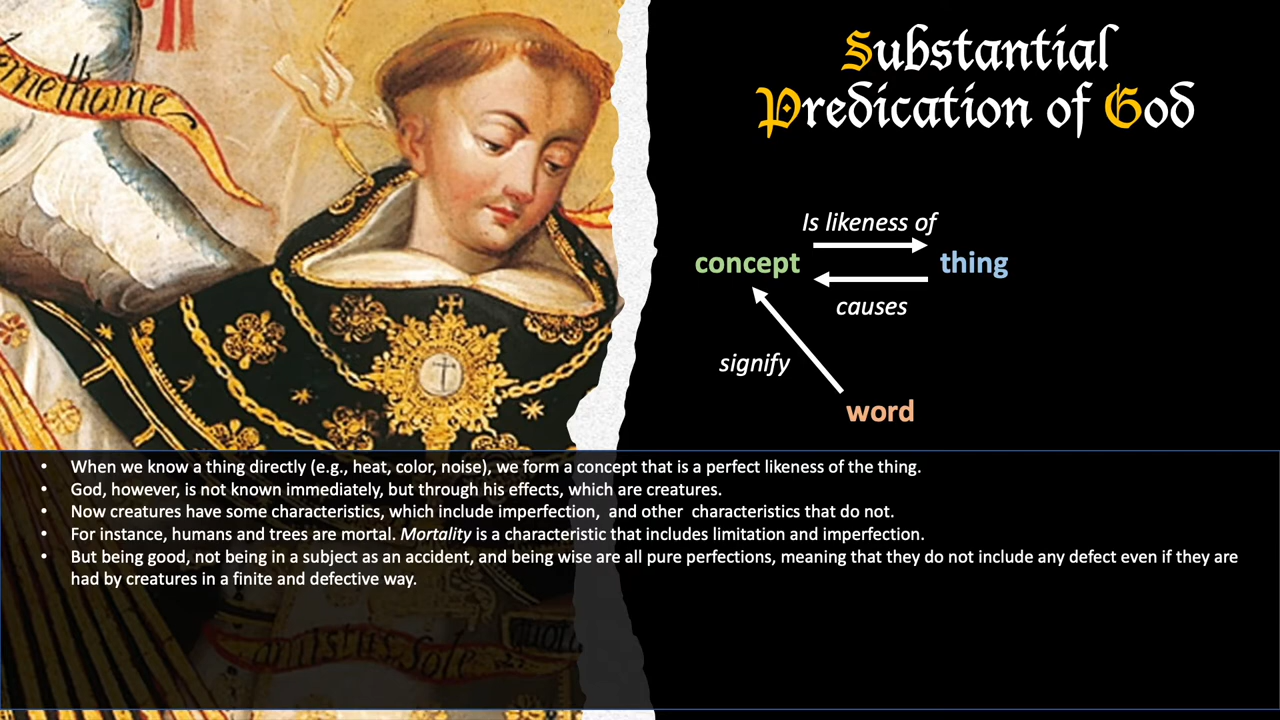 emethome
Substantial
Predication of God
Is likeness of
concept
thing
causes
signify
word
• When we know a thing directly (e.g., heat, color, noise), we form a concept that is a perfect likeness of the thing.
• God, however, is not known immediately, but through his effects, which are creatures.
• Now creatures have some characteristics, which include imperfection,  and other  characteristics that do not.
• For instance, humans and trees are mortal. Mortality is a characteristic that includes limitation and imperfection.
• But being good, not being in a subject as an accident, and being wise are all pure perfections, meaning that they do not include any defect even if they are
had by creatures in a finite and defective way.
Sole